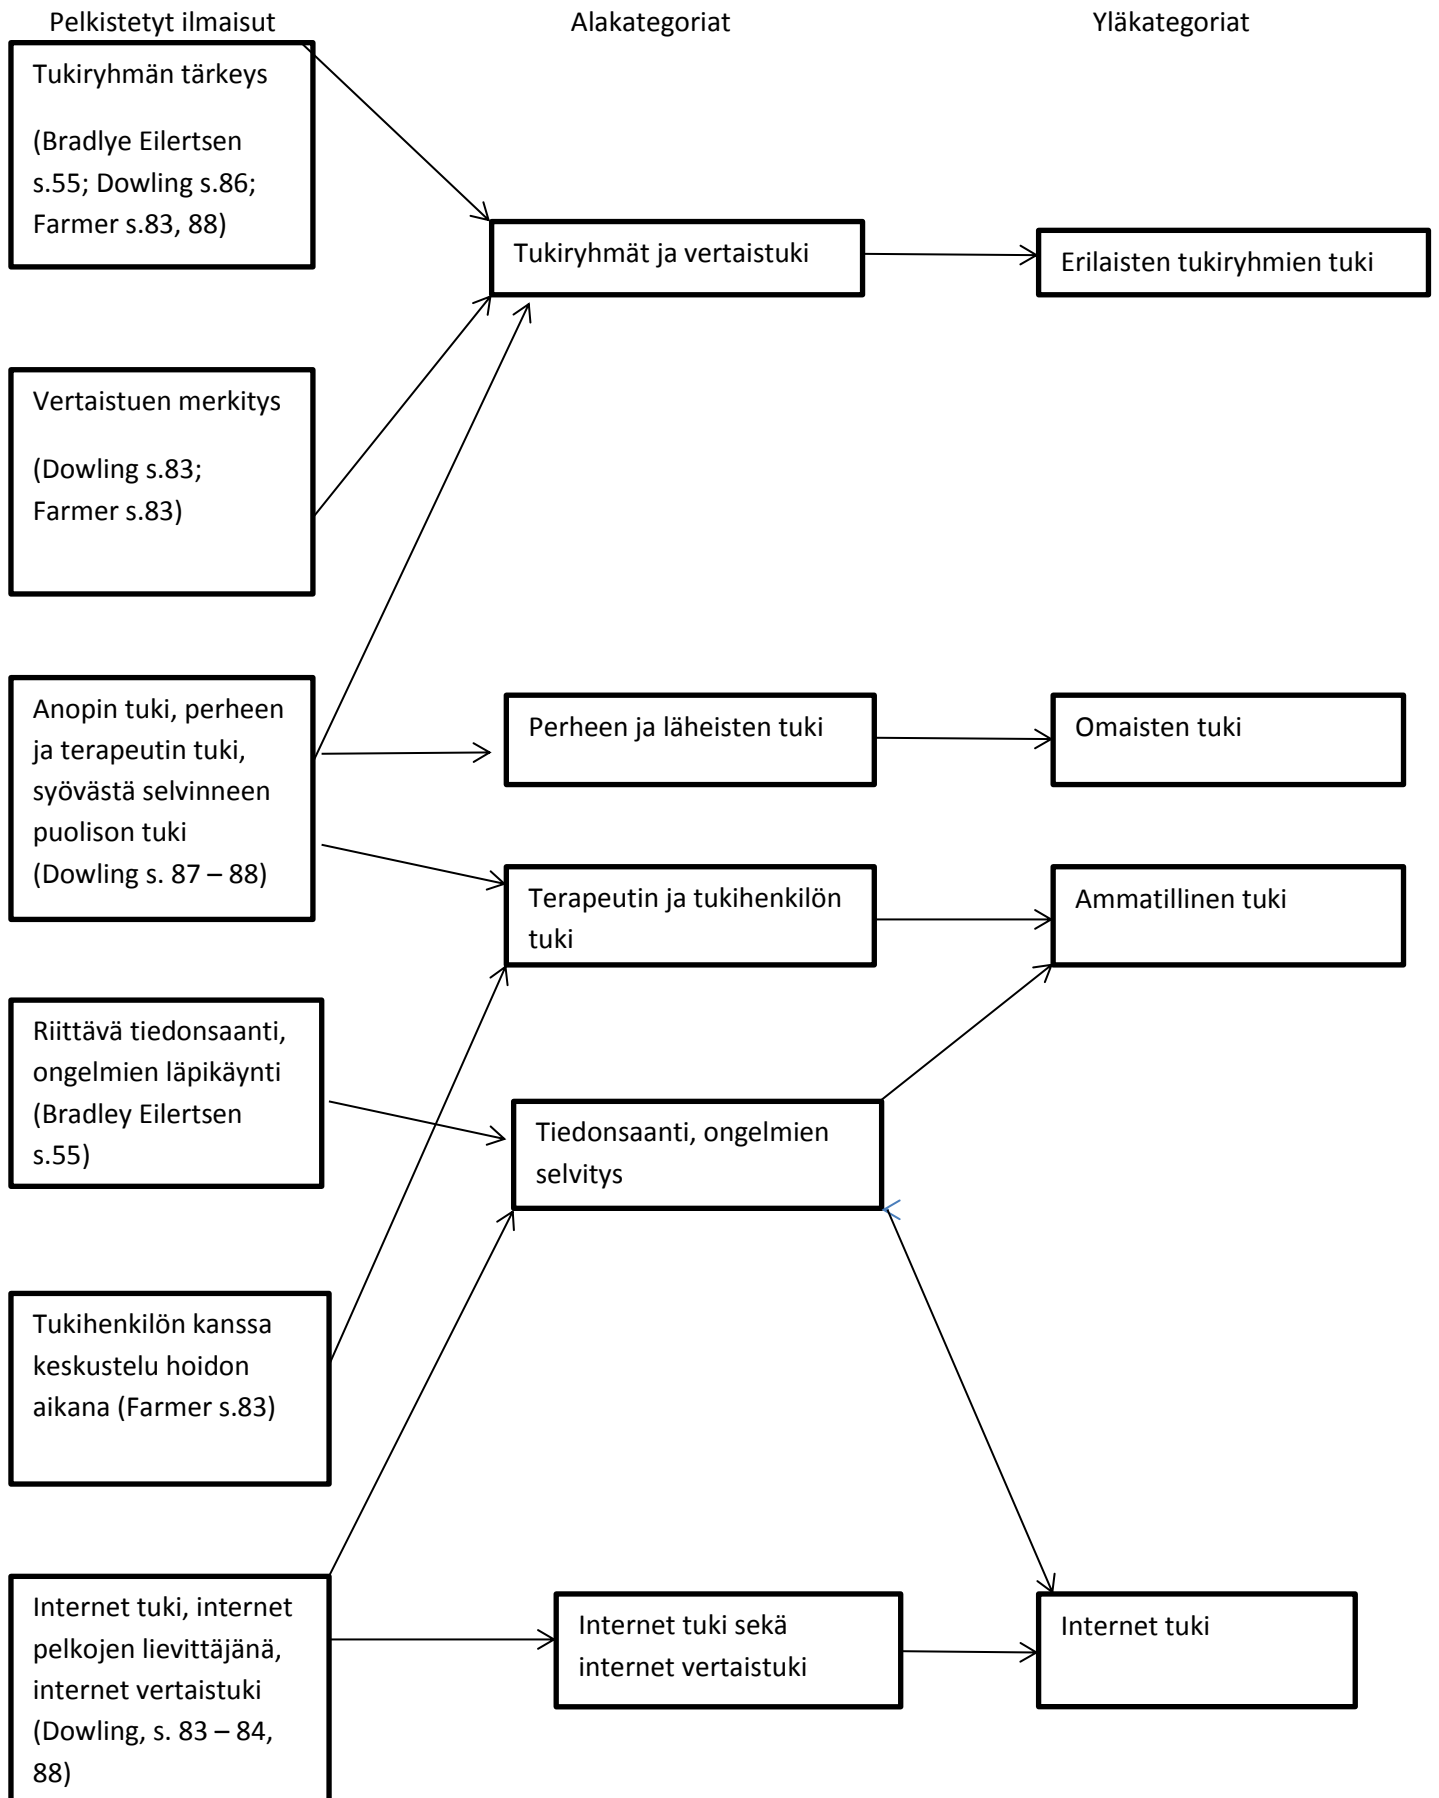 Pelkistetyt ilmaisut
Alakategoriat
Yläkategoriat
Tukiryhmän tärkeys
(Bradlye Eilertsen
s.55; Dowling s.86;
Farmer s.83, 88)
Tukiryhmät ja vertaistuki
Erilaisten tukiryhmien tuki
Vertaistuen merkitys
(Dowling s.83;
Farmer s.83)
Anopin tuki, perheen
ja terapeutin tuki,
syövästä selvinneen
puolison tuki
(Dowling s. 87 – 88)
Perheen ja läheisten tuki
Omaisten tuki
Terapeutin ja tukihenkilön
tuki
Ammatillinen tuki
Riittävä tiedonsaanti,
ongelmien läpikäynti
(Bradley Eilertsen
s.55)
Tiedonsaanti, ongelmien
selvitys
Tukihenkilön kanssa
keskustelu hoidon
aikana (Farmer s.83)
Internet tuki, internet
pelkojen lievittäjänä,
internet vertaistuki
(Dowling, s. 83 – 84,
88)
Internet tuki sekä
internet vertaistuki
Internet tuki